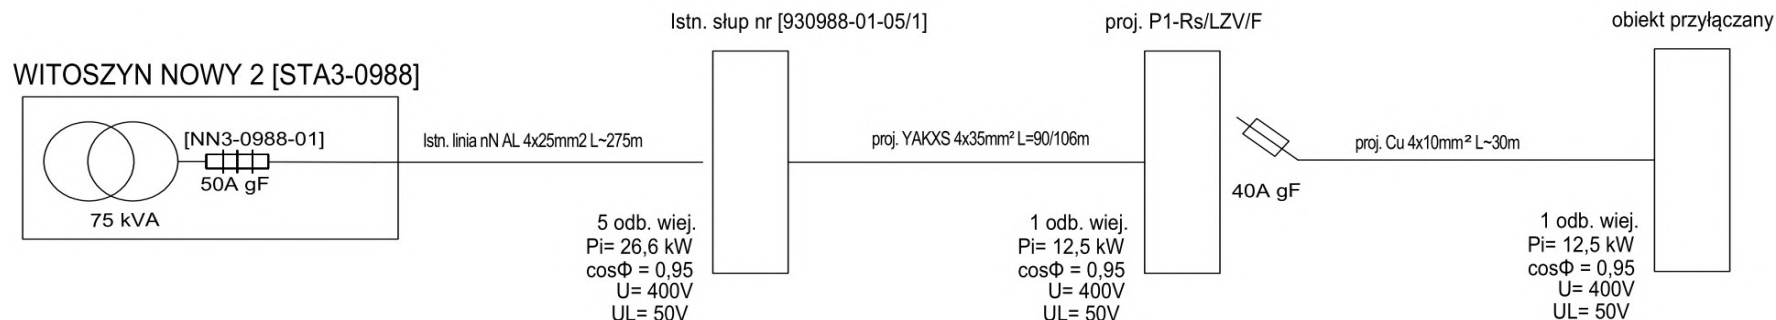 Istn. słup nr [930988-01-05/1]
proj. P1-Rs/LZV/F
obiekt przyłączany
WITOSZYN NOWY 2 [STA3-0988]
[NN3-0988-01]
50A gF
75 kVA
Istn. linia nN AL 4x25mm2 L~275m
proj. YAKXS 4x35mm² L=90/106m
40A gF
proj. Cu 4x10mm² L~30m
5 odb. wiej.
Pi= 26,6 kW
cosΦ = 0,95
U= 400V
UL= 50V
1 odb. wiej.
Pi= 12,5 kW
cosΦ = 0,95
U= 400V
UL= 50V
1 odb. wiej.
Pi= 12,5 kW
cosΦ = 0,95
U= 400V
UL= 50V